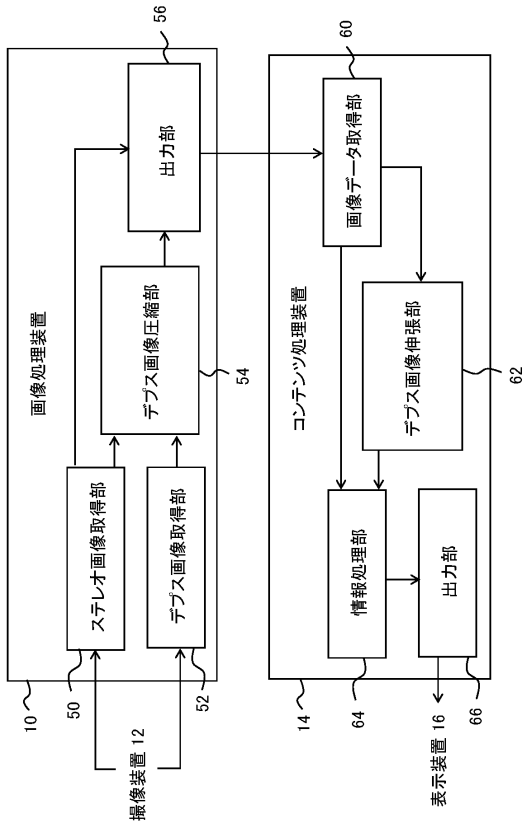 画像処理装置
10
撮像装置 12
50
ステレオ画像取得部
52
デプス画像取得部
54
デプス画像圧縮部
56
出力部
コンテンツ処理装置
14
60
画像データ取得部
62
デプス画像伸張部
64
情報処理部
66
出力部
表示装置 16